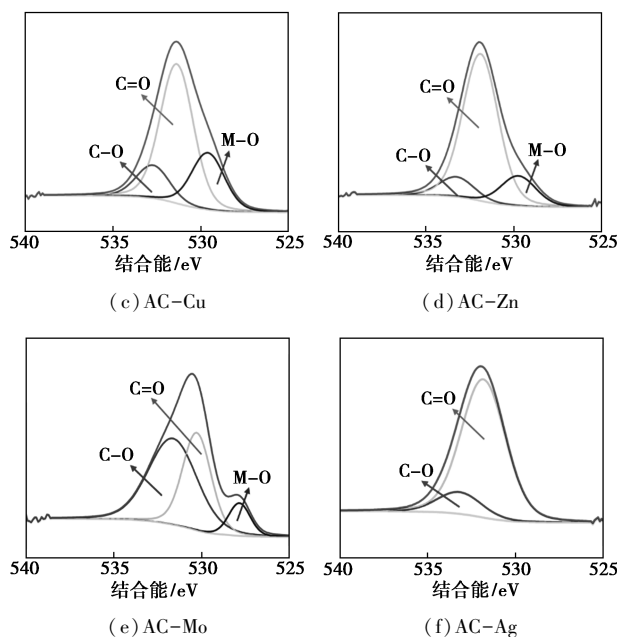 C=O
C=O
M-O
M-O
C-O
C-O
540 535 530 525 540 535 530 525
结合能/eV 结合能/eV
(c)AC-Cu (d)AC-Zn
C=O
C=O
C-O
M-O
C-O
540 535 530 525 540 535 530 525
结合能/eV 结合能/eV
(e)AC-Mo (f)AC-Ag